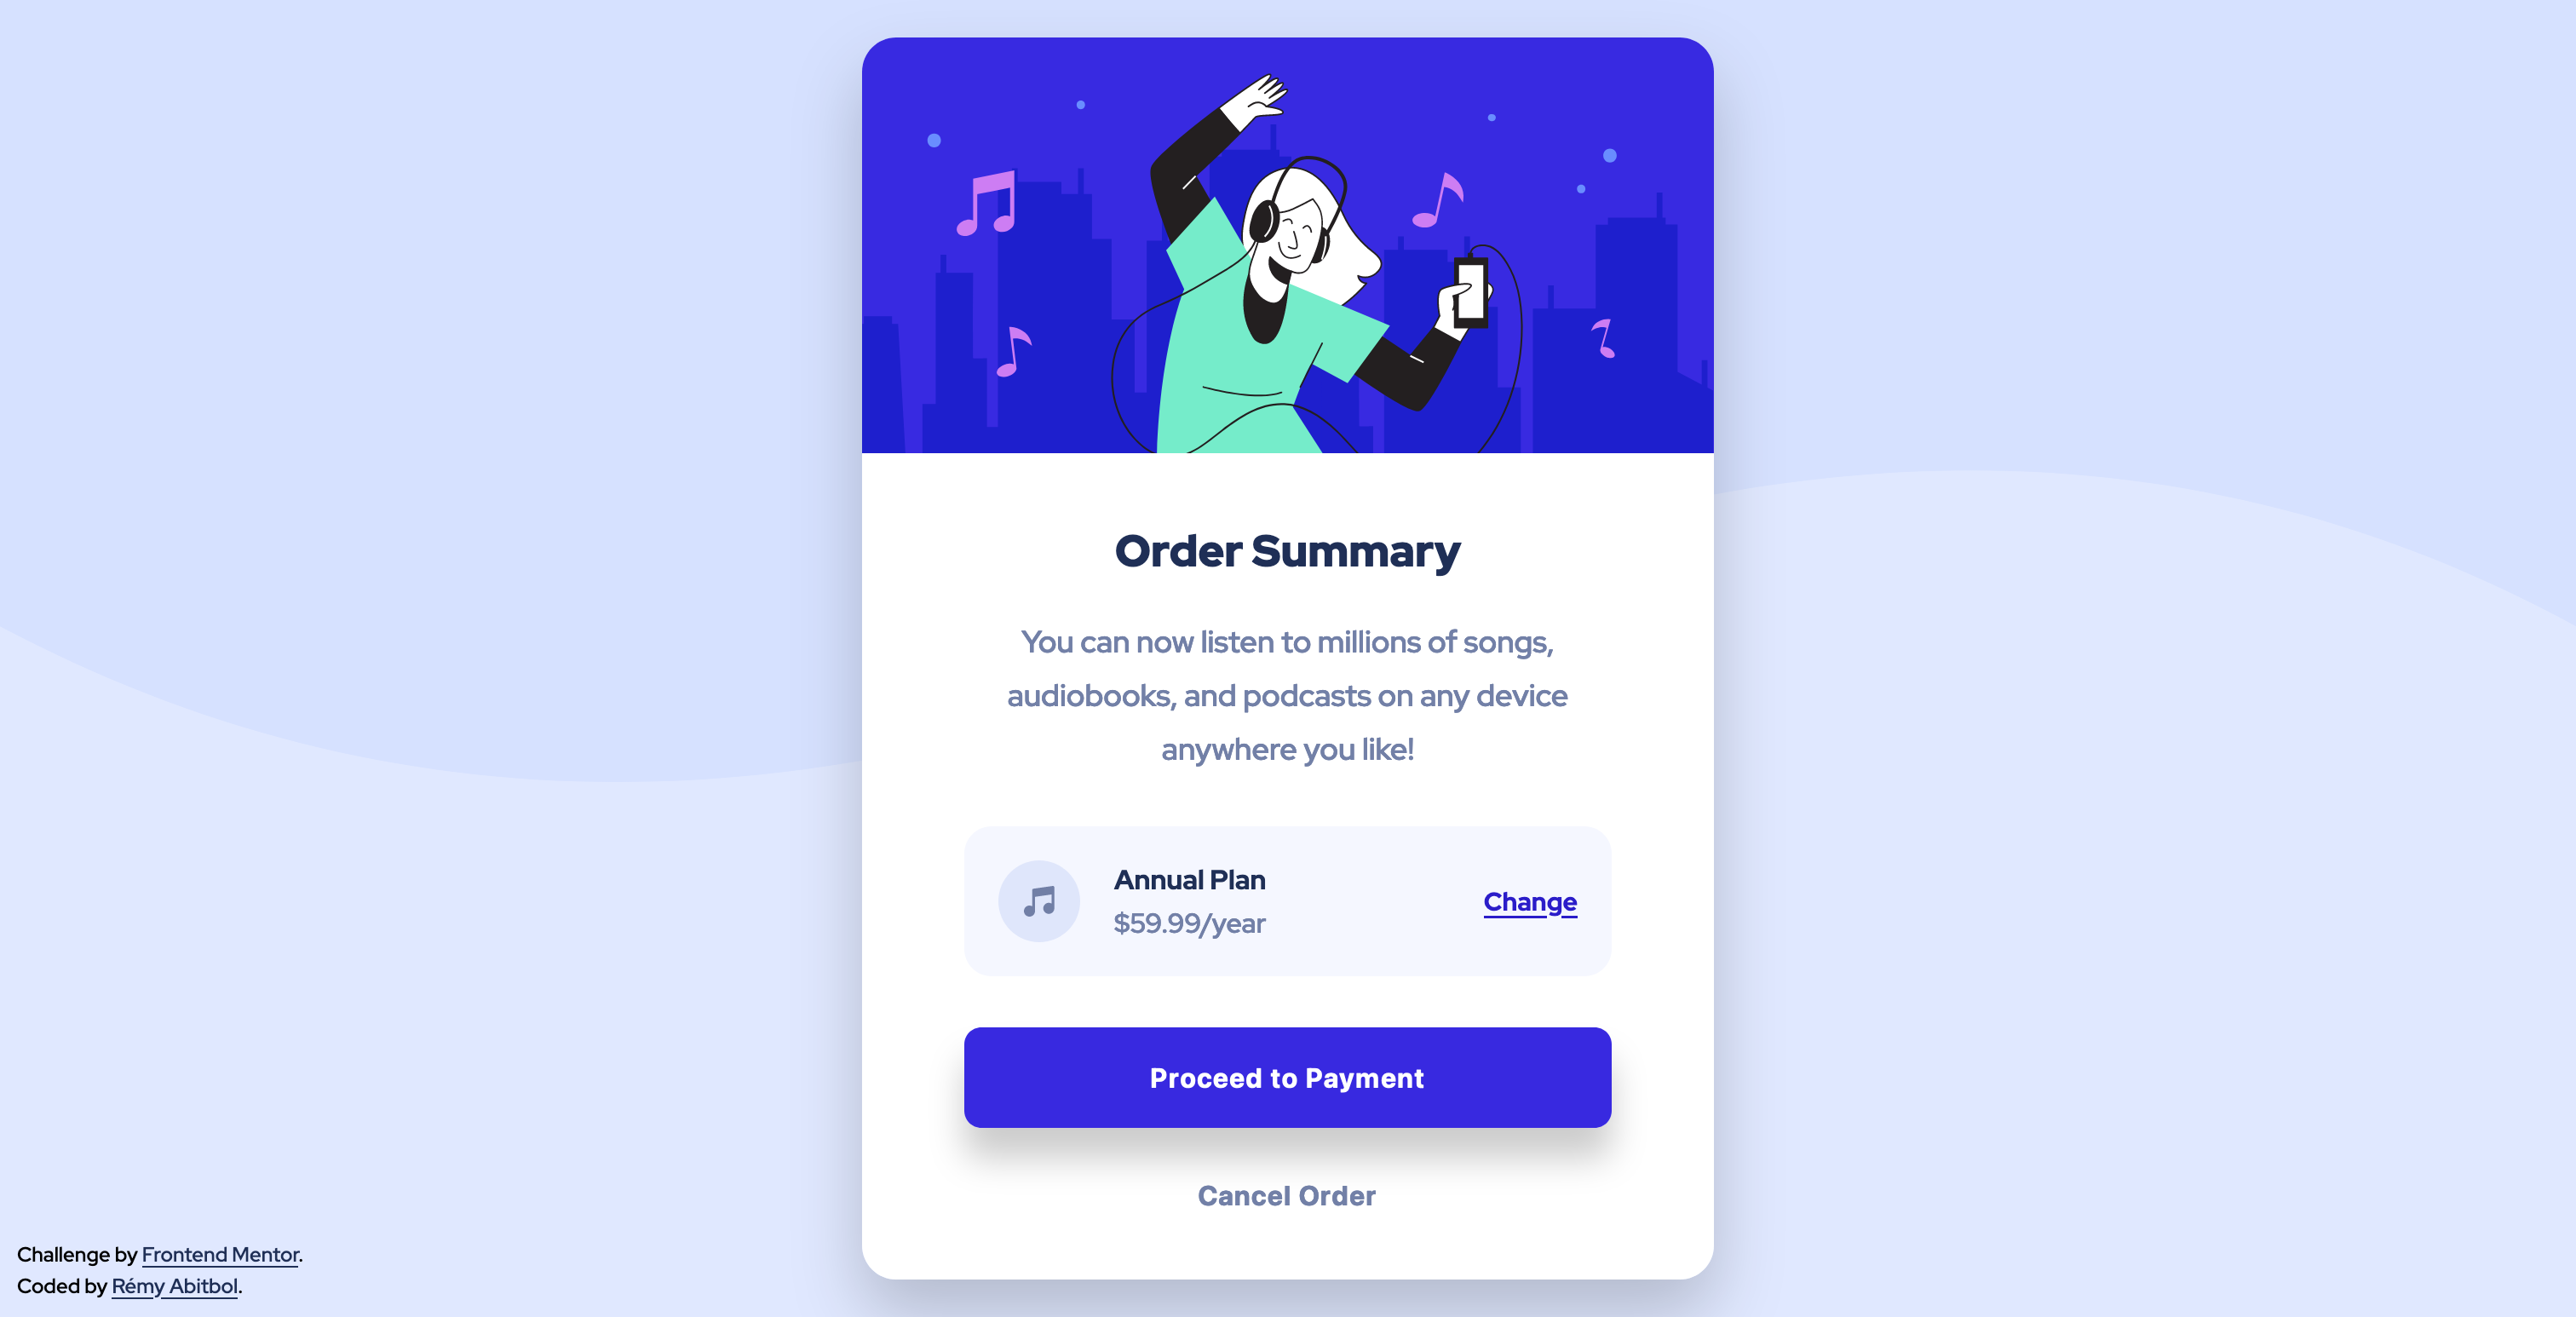 Order Summary
You can now listen to millions of songs,
audiobooks, and podcasts on any device
anywhere you like!
Annual Plan
$59.99/year
Change
Proceed to Payment
Cancel Order
Challenge by Frontend Mentor.
Coded by Rémy Abitbol.